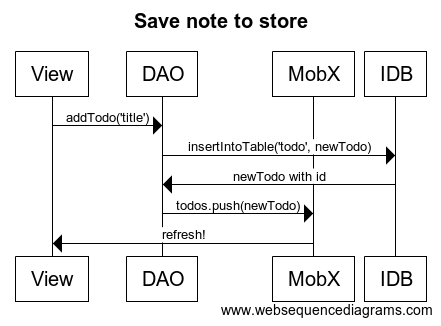 Save note to store
View DAO MobX IDB
addTodo('title')
insertIntoTable('todo', newTodo)
newTodo with id
todos.push(newTodo)
refresh!
View DAO MobX IDB
www.websequencediagrams.com